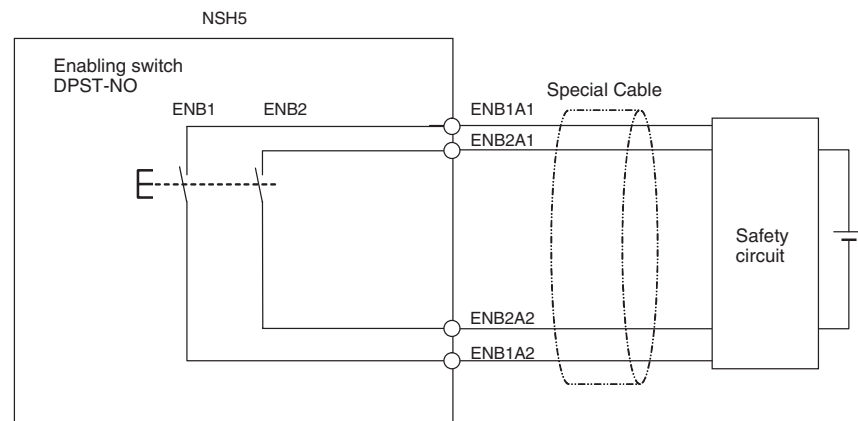 NSH5
Enabling switch
DPST-NO
ENB1
ENB2
ENB1A1
Special Cable
ENB2A1
Safety
circuit
ENB2A2
ENB1A2